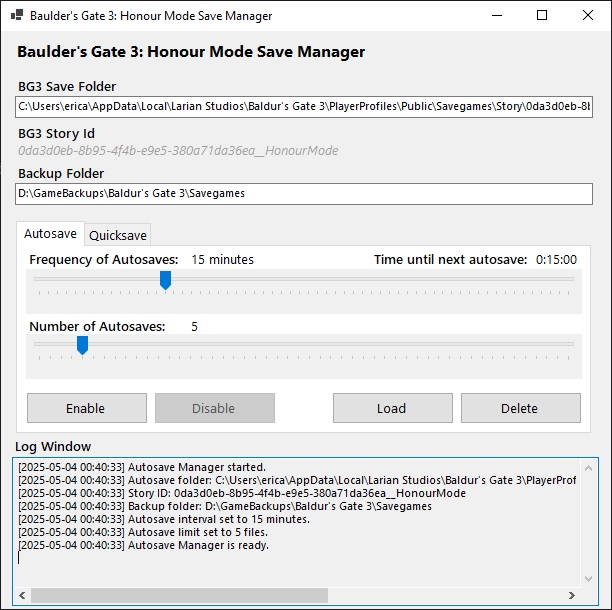 Baulder's Gate 3: Honour Mode Save Manager
Baulder's Gate 3: Honour Mode Save Manager
BG3 Save Folder
C:\Users\erica\AppData\Local\Larian Studios\Baldur's Gate 3\PlayerProfiles\Public\Savegames\Story\0da3d0eb-8b
BG3 Story Id
0da3d0eb-8b95-4f4b-e9e5-380a71da36ea__HonourMode
Backup Folder
D:\GameBackups\Baldur's Gate 3\Savegames
Autosave Quicksave
Frequency of Autosaves: 15 minutes Time until next autosave: 0:15:00
Number of Autosaves: 5
Enable Disable Load Delete
Log Window
[2025-05-04 00:40:33] Autosave Manager started.
[2025-05-04 00:40:33] Autosave folder: C:\Users\erica\AppData\Local\Larian Studios\Baldur's Gate 3\PlayerProf
[2025-05-04 00:40:33] Story ID: 0da3d0eb-8b95-4f4b-e9e5-380a71da36ea__HonourMode
[2025-05-04 00:40:33] Backup folder: D:\GameBackups\Baldur's Gate 3\Savegames
[2025-05-04 00:40:33] Autosave interval set to 15 minutes.
[2025-05-04 00:40:33] Autosave limit set to 5 files.
[2025-05-04 00:40:33] Autosave Manager is ready.